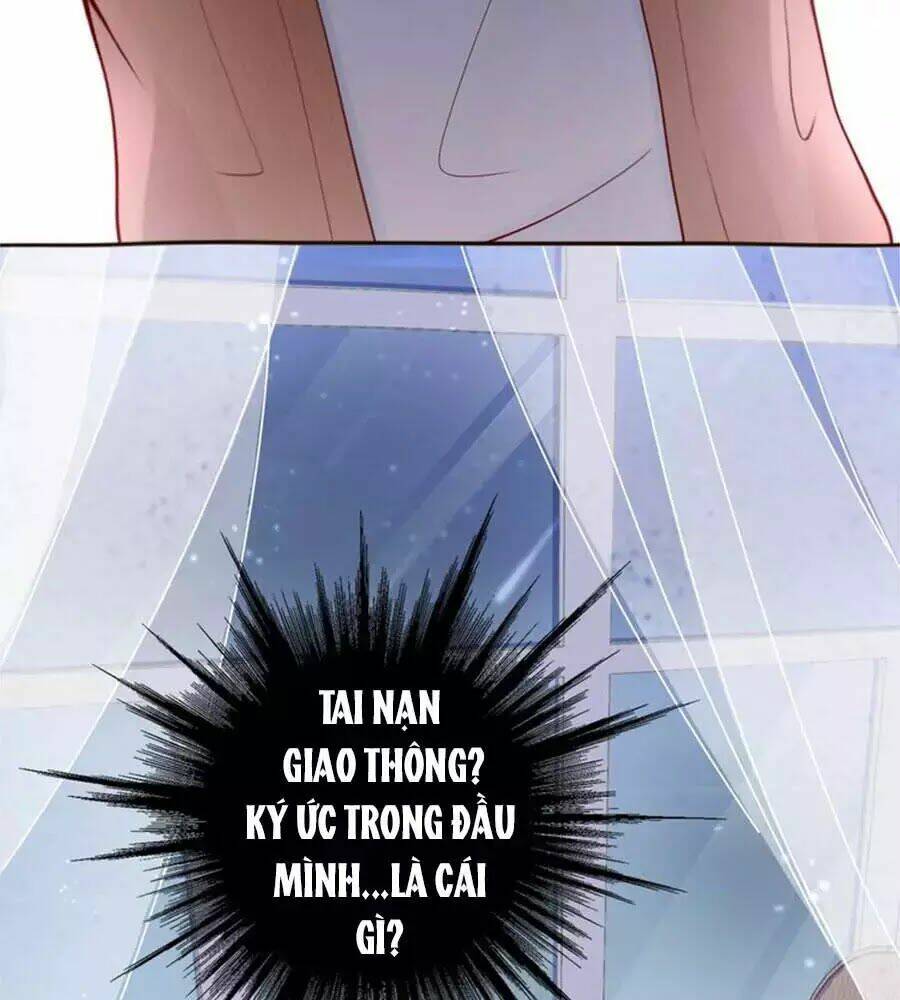 TAI NẠN
GIAO THÔNG?
KÝ ỨC TRONG ĐẦU
MÌNH...LÀ CÁI
GÌ?